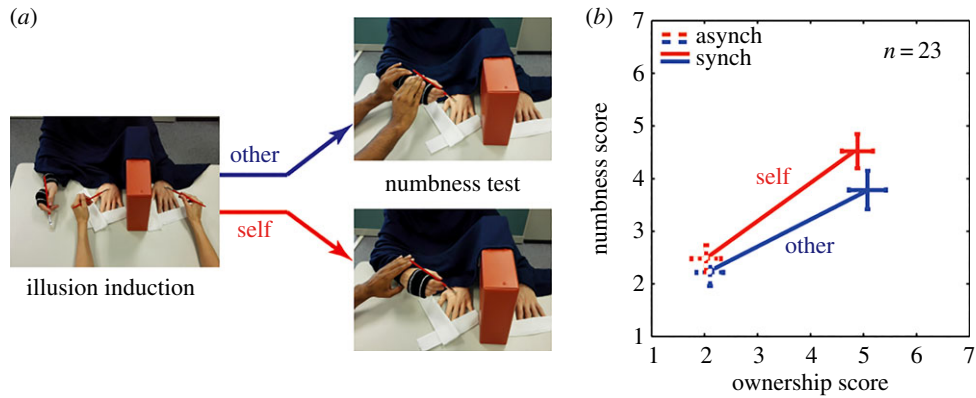 (a)
other
self
illusion induction
numbness test
(b)
asynch
synch
n = 23
self
other
numbness score
7
6
5
4
3
2
1
1 2 3 4 5 6 7
ownership score